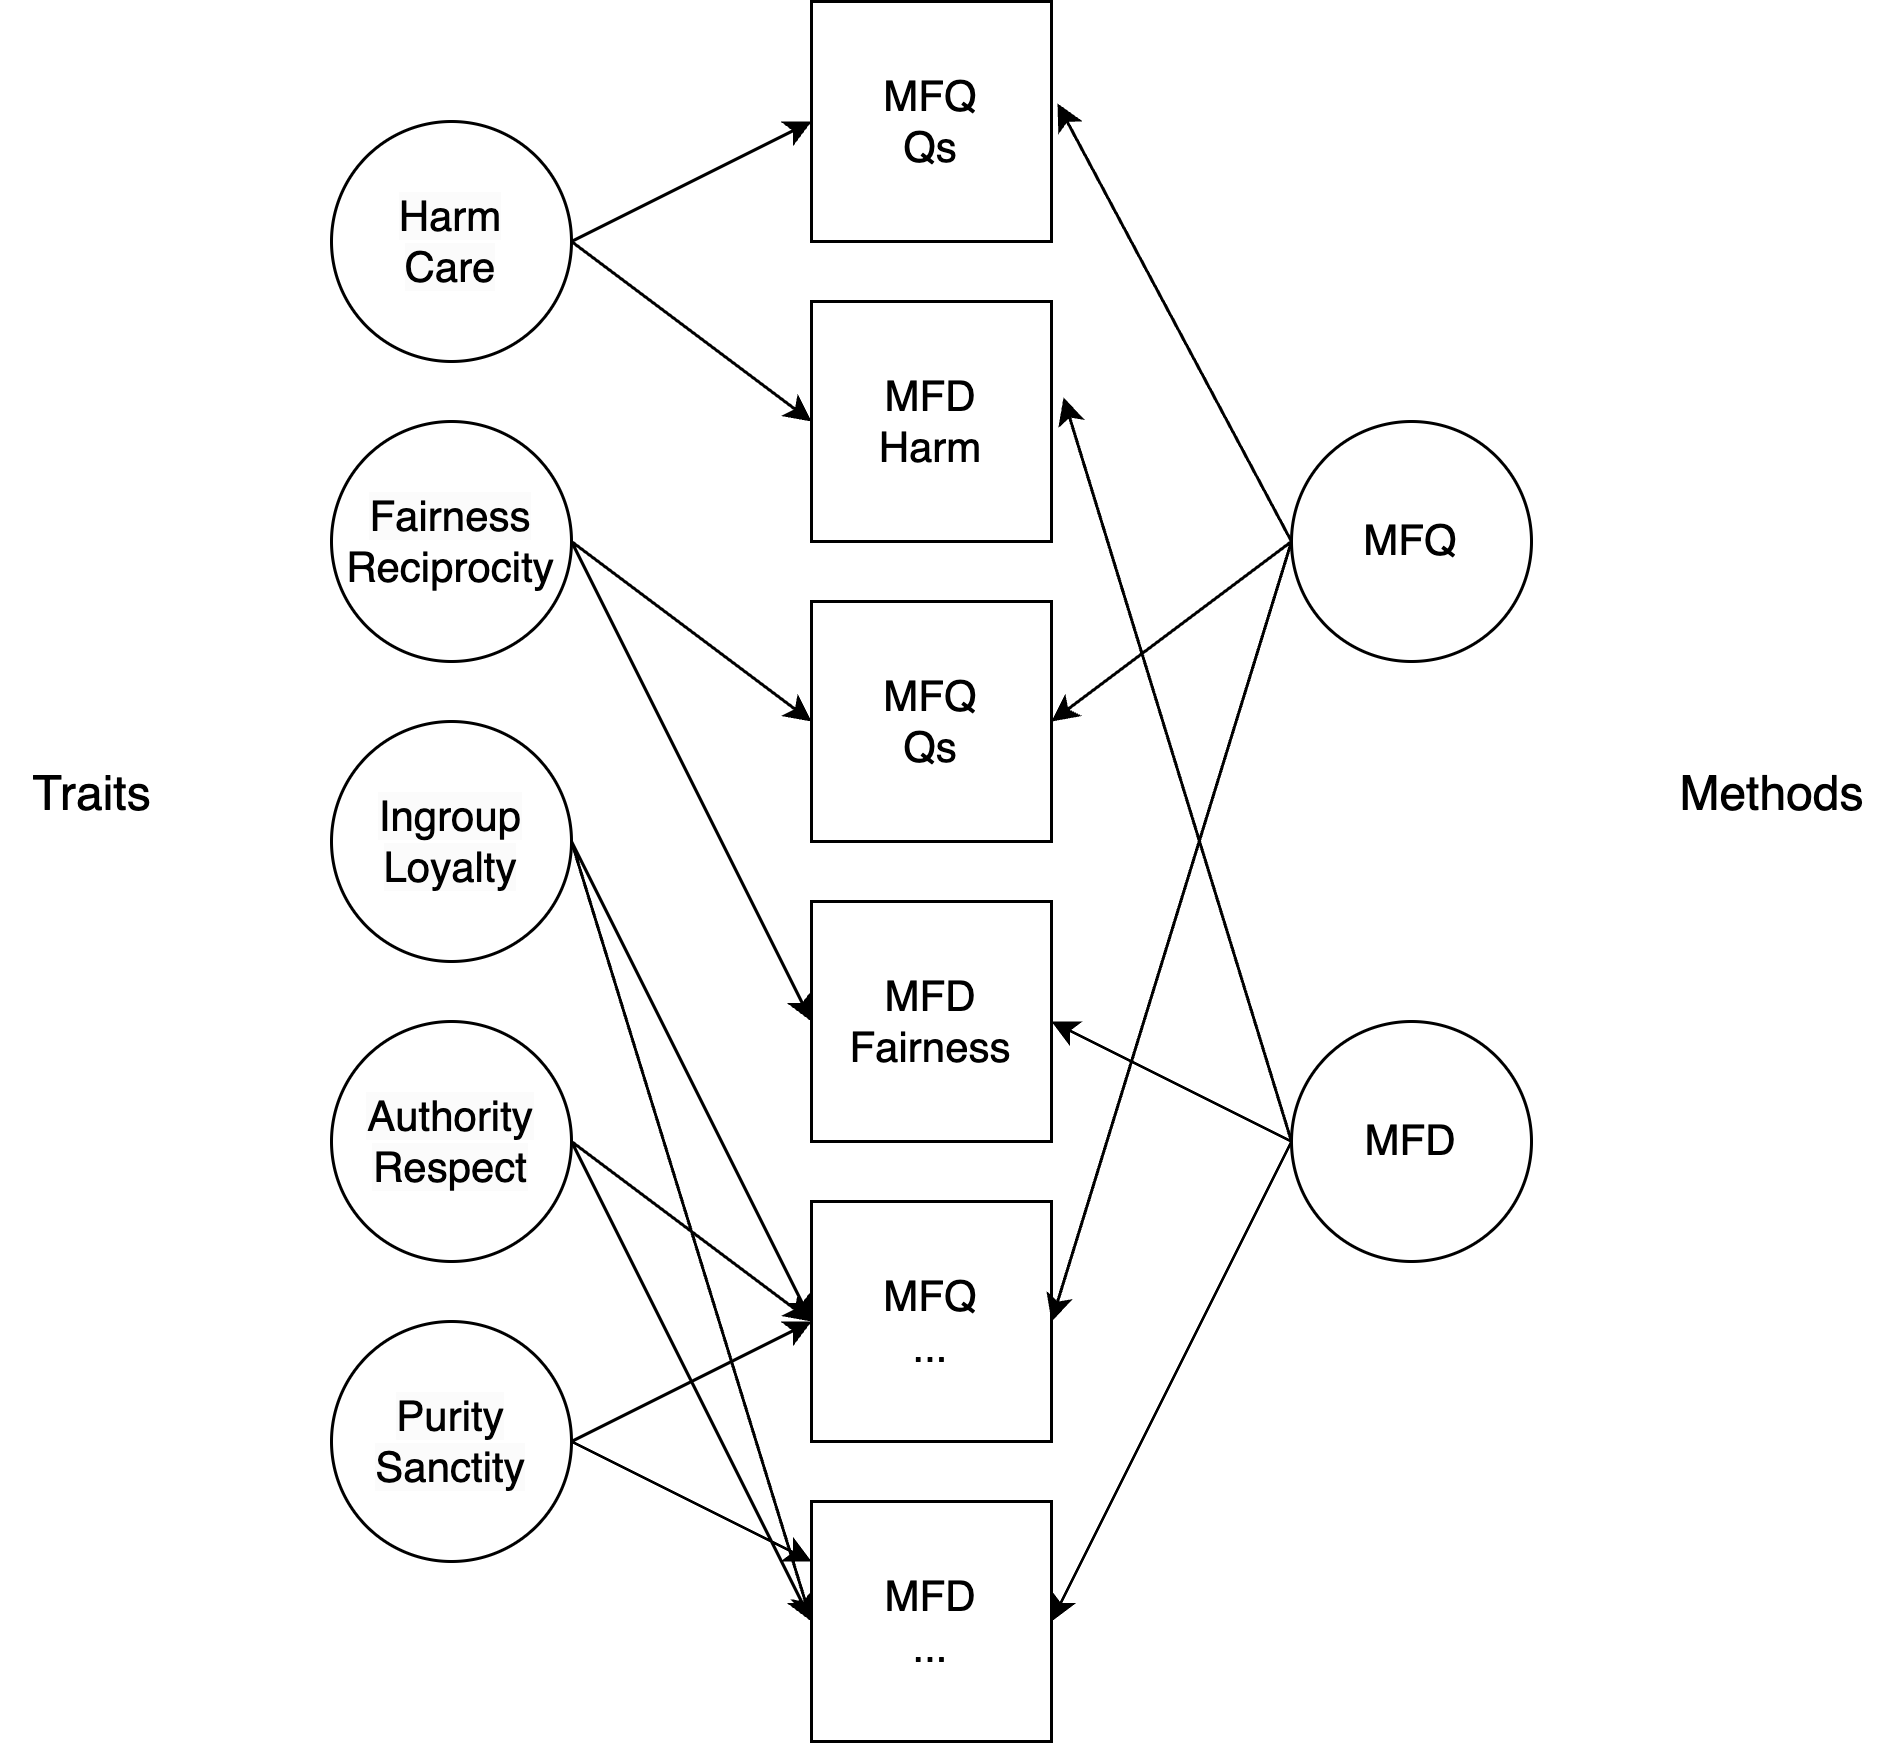 Traits
Harm
Care
Fairness
Reciprocity
Ingroup
Loyalty
Authority
Respect
Purity
Sanctity
MFQ
Qs
MFD
Harm
MFQ
Qs
MFD
Fairness
MFQ
...
MFD
...
MFQ
MFD
Methods